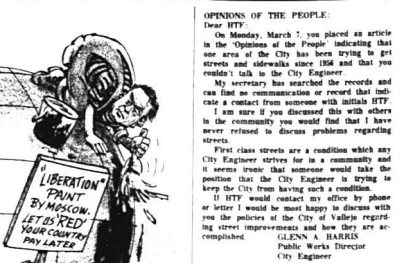 "LIBERATION
PAINT
BY MOSCOW.
LET US 'RED'
YOUR COUNTRY
PAY LATER
OPINIONS OF THE PEOPLE:
Dear HTF:
On Monday, March 7, you placed an article
in the 'Opinions of the People' indicating that
one area of the City has been trying to get
streets and sidewalks since 1956 and that you
couldn't talk to the City Engineer.
My secretary has searched the records and
can find no communication or record that indi-
cate a contact from someone with initials HTF.
I am sure if you discussed this with others
in the community you would find that I have
never refused to discuss problems regarding
streets.
First class streets are a condition which any
City Engineer strives for in a community and
it seems ironic that someone would take the
position that the City Engineer is trying to
keep the City from having such a condition.
If HTF would contact my office by phone
or letter I would be most happy to discuss with
you the policies of the City of Vallejo regard-
ing street improvements and how they are ac-
complished.
GLENN A. HARRIS
Public Works Director
City Engineer